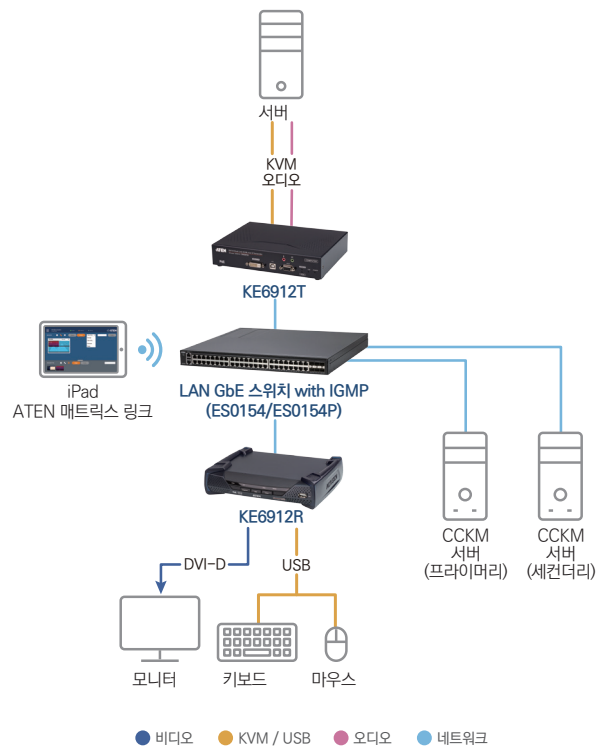 서버
KVM
오디오
ATEN
KE6912T
iPad
ATEN 매트릭스 링크
LAN GbE 스위치 with IGMP
(ES0154/ES0154P)
KE6912R
CCKM
서버
(프라이머리)
CCKM
서버
(세컨더리)
DVI-D
USB
모니터
키보드
마우스
비디오
KVM / USB
오디오
네트워크